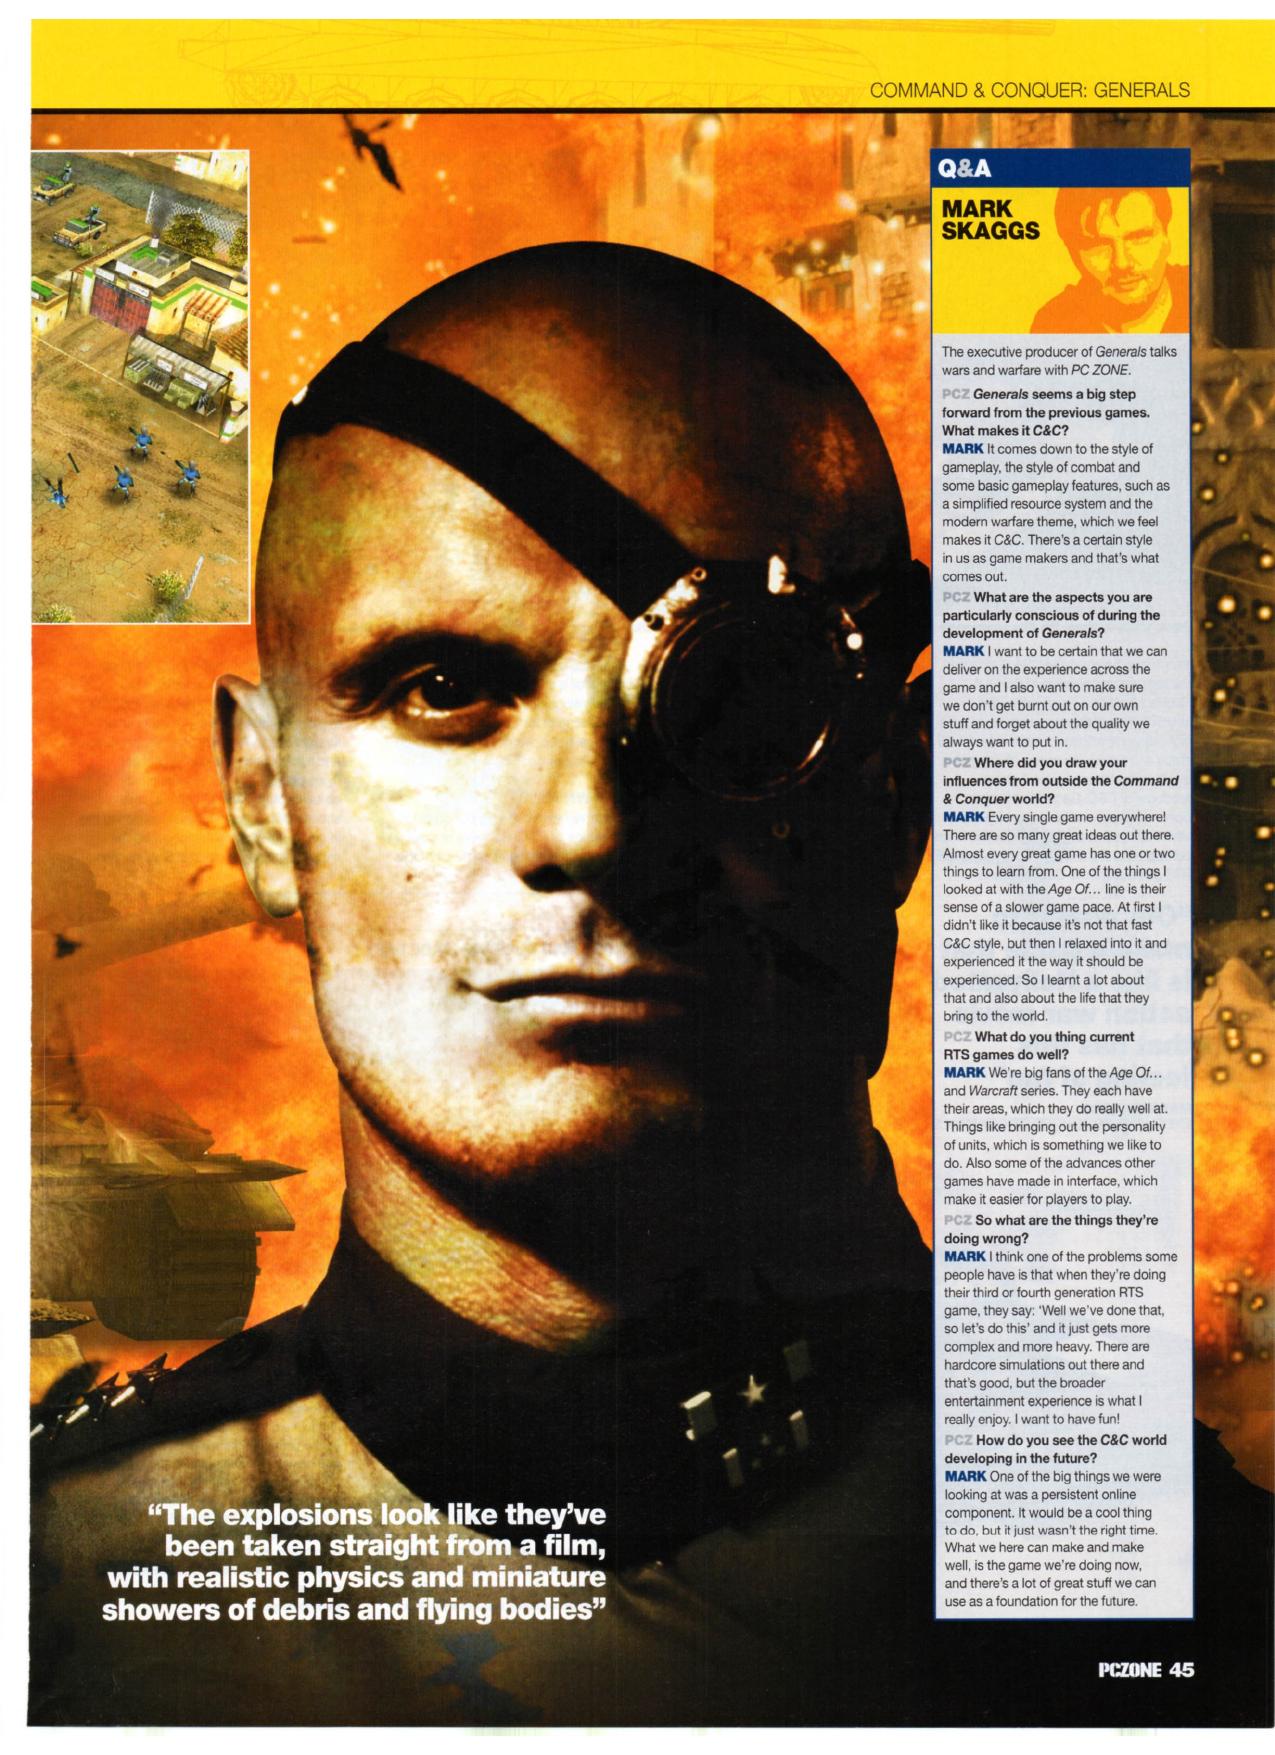 COMMAND & CONQUER: GENERALS
Q&A
MARK
SKAGGS
The executive producer of Generals talks
wars and warfare with PC ZONE.
PCZ Generals seems a big step
forward from the previous games.
What makes it C&C?
MARK It comes down to the style of
gameplay, the style of combat and
some basic gameplay features, such as
a simplified resource system and the
modern warfare theme, which we feel
makes it C&C. There's a certain style
in us as game makers and that's what
comes out.
PCZ What are the aspects you are
particularly conscious of during the
development of Generals?
MARK I want to be certain that we can
deliver on the experience across the
game and I also want to make sure
we don't get burnt out on our own
stuff and forget about the quality we
always want to put in.
PCZ Where did you draw your
influences from outside the Command
& Conquer world?
MARK Every single game everywhere!
There are so many great ideas out there.
Almost every great game has one or two
things to learn from. One of the things I
looked at with the Age Of... line is their
sense of a slower game pace. At first I
didn't like it because it's not that fast
C&C style, but then I relaxed into it and
experienced it the way it should be
experienced. So I learnt a lot about
that and also about the life that they
bring to the world.
PCZ What do you thing current
RTS games do well?
MARK We're big fans of the Age Of...
and Warcraft series. They each have
their areas, which they do really well at.
Things like bringing out the personality
of units, which is something we like to
do. Also some of the advances other
games have made in interface, which
make it easier for players to play.
PCZ So what are the things they're
doing wrong?
MARK I think one of the problems some
people have is that when they're doing
their third or fourth generation RTS
game, they say: 'Well we've done that,
so let's do this' and it just gets more
complex and more heavy. There are
hardcore simulations out there and
that's good, but the broader
entertainment experience is what I
really enjoy. I want to have fun!
PCZ How do you see the C&C world
developing in the future?
MARK One of the big things we were
looking at was a persistent online
component. It would be a cool thing
to do, but it just wasn't the right time.
What we here can make and make
well, is the game we're doing now,
and there's a lot of great stuff we can
use as a foundation for the future.
"The explosions look like they've
been taken straight from a film,
with realistic physics and miniature
showers of debris and flying bodies"
PCZONE 45